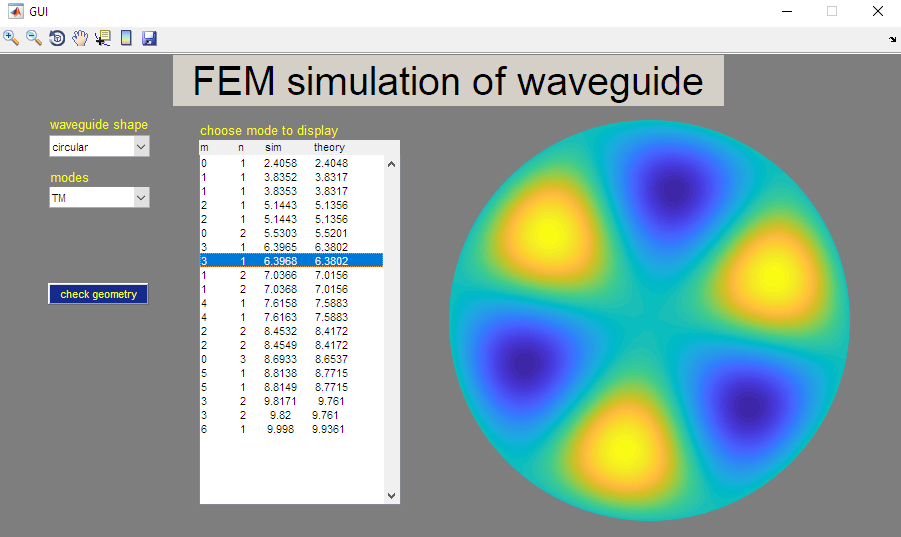 GUI
FEM simulation of waveguide
waveguide shape
circular
modes
TM
check geometry
choose mode to display
m n sim theory
0 1 2.4058 2.4048
1 1 3.8352 3.8317
1 1 3.8353 3.8317
2 1 5.1443 5.1356
2 1 5.1443 5.1356
0 2 5.5303 5.5201
3 1 6.3965 6.3802
3 1 6.3968 6.3802
1 2 7.0366 7.0156
1 2 7.0368 7.0156
4 1 7.6158 7.5883
4 1 7.6163 7.5883
2 2 8.4532 8.4172
2 2 8.4549 8.4172
0 3 8.6933 8.6537
5 1 8.8138 8.7715
5 1 8.8149 8.7715
3 2 9.8171 9.761
3 2 9.82 9.761
6 1 9.998 9.9361